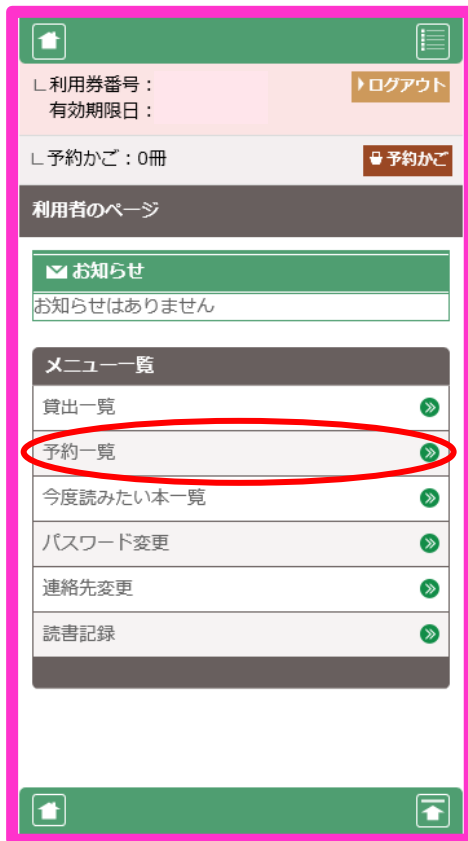 ∟利用券番号：
有効期限日：
ログアウト
∟予約かご：0冊
予約かご
利用者のページ
お知らせ
お知らせはありません
メニュー一覧
貸出一覧
予約一覧
今度読みたい本一覧
パスワード変更
連絡先変更
読書記録